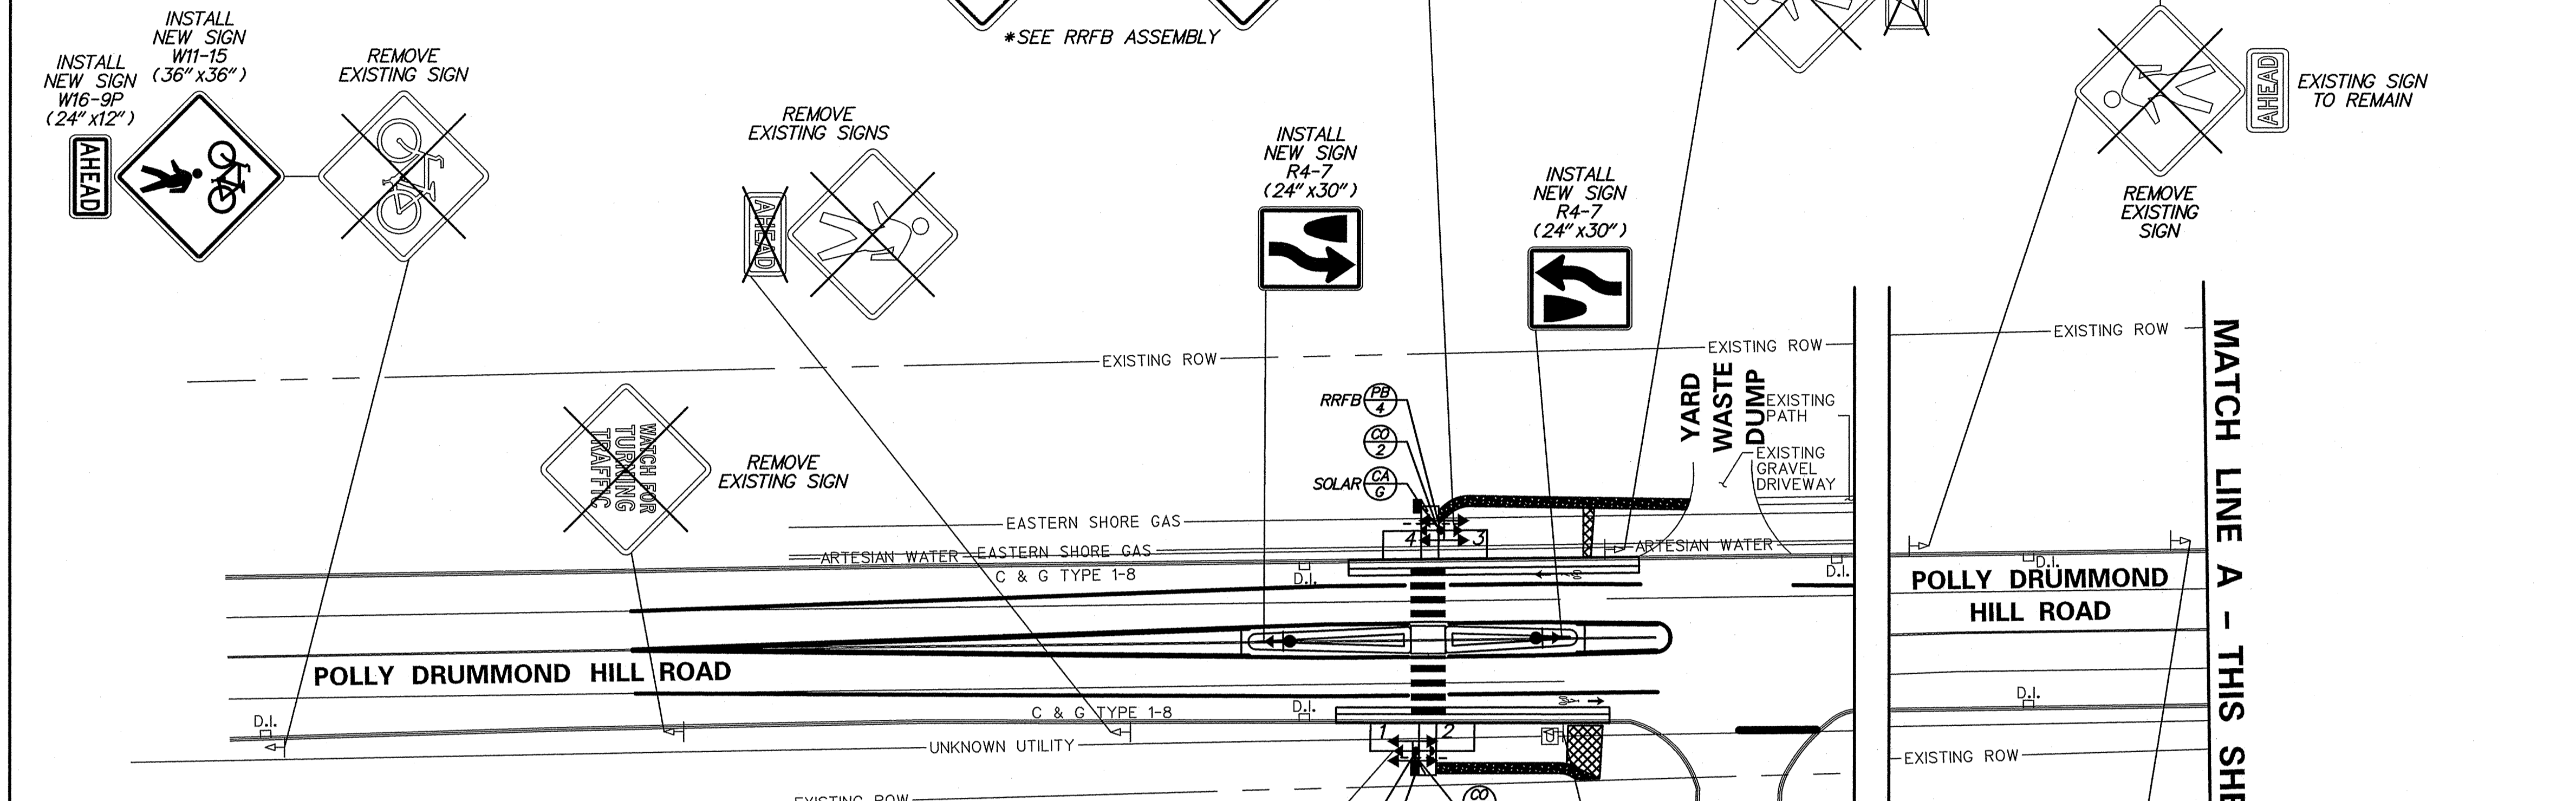 INSTALL
NEW SIGN
W11-15
(36"x36")
INSTALL
NEW SIGN
W16-9P
(24"x12")
AHEAD
REMOVE
EXISTING SIGN
*SEE RRFB ASSEMBLY
REMOVE
EXISTING SIGNS
AHEAD
INSTALL
NEW SIGN
R4-7
(24"x30")
INSTALL
NEW SIGN
R4-7
(24"x30")
AHEAD
EXISTING SIGN
TO REMAIN
REMOVE
EXISTING
SIGN
EXISTING ROW
EXISTING ROW
EXISTING ROW
WATCH FOR
TURNING
TRAFFIC
REMOVE
EXISTING SIGN
RRFB
PB
4
CO
2
SOLAR
CA
G
YARD
WASTE
DUMP
EXISTING
PATH
EXISTING
GRAVEL
DRIVEWAY
EASTERN SHORE GAS
ARTESIAN WATER
EASTERN SHORE GAS
4
3
ARTESIAN WATER
C & G TYPE 1-8
D.I.
D.I.
D.I.
POLLY DRUMMOND
HILL ROAD
POLLY DRUMMOND HILL ROAD
D.I.
C & G TYPE 1-8
D.I.
D.I.
UNKNOWN UTILITY
1
2
U
EXISTING ROW
EXISTING ROW
CO
MATCH LINE A - THIS SHE